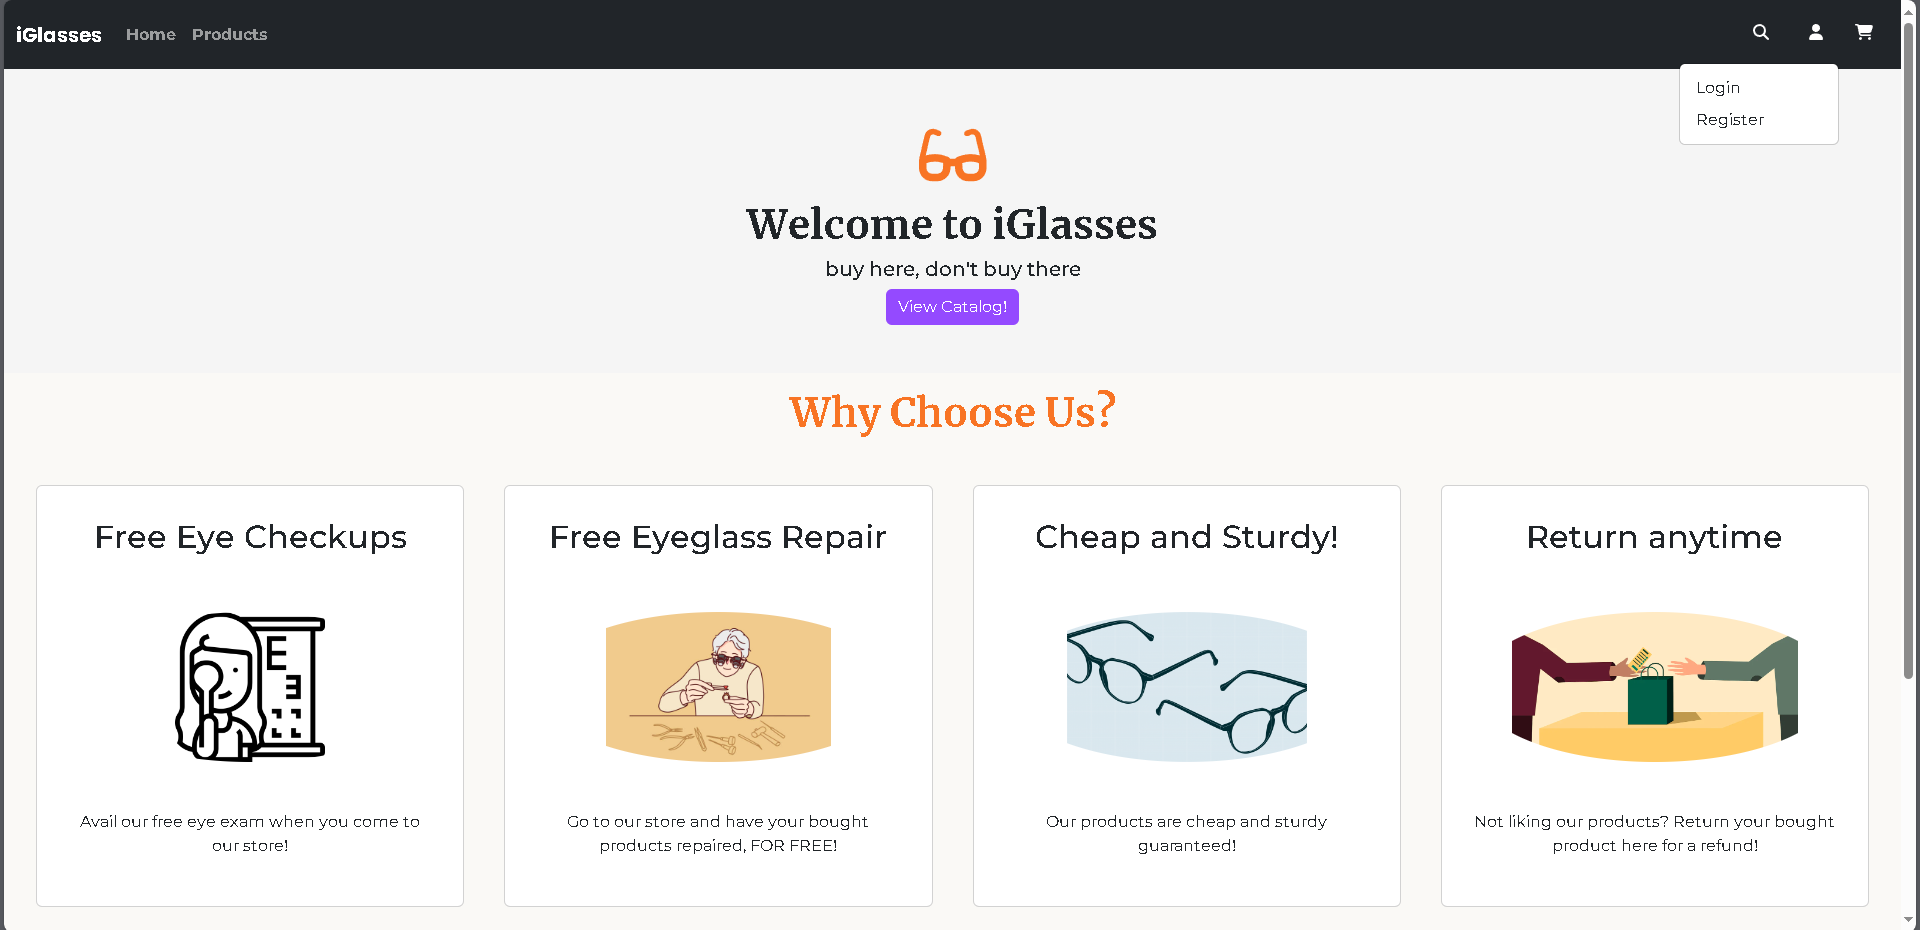 iGlasses Home Products
Login
Register
Welcome to iGlasses
buy here, don't buy there
View Catalog!
Why Choose Us?
Free Eye Checkups
E
Avail our free eye exam when you come to
our store!
Free Eyeglass Repair
Go to our store and have your bought
products repaired, FOR FREE!
Cheap and Sturdy!
Our products are cheap and sturdy
guaranteed!
Return anytime
Not liking our products? Return your bought
product here for a refund!